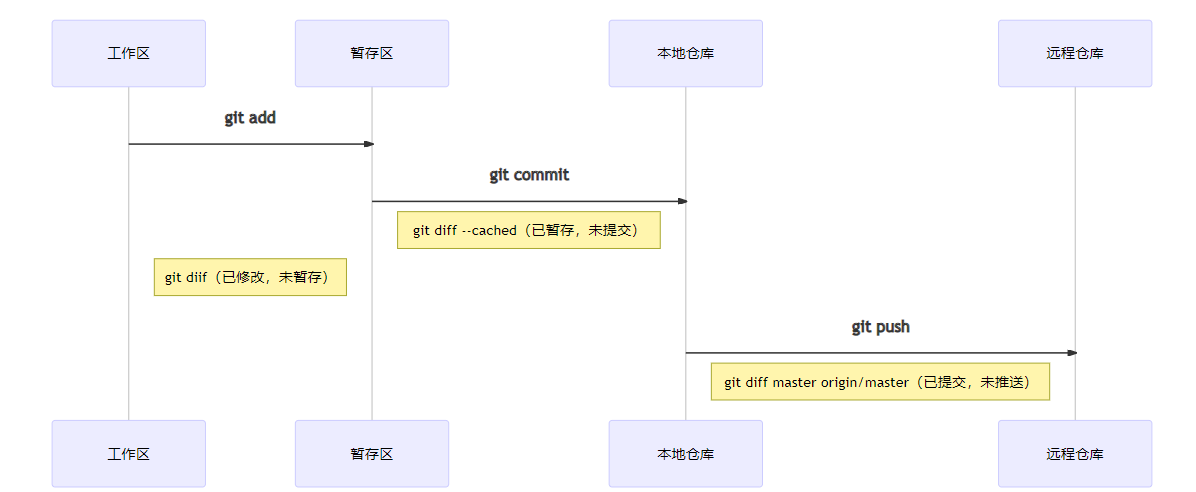 工作区
暂存区
本地仓库
远程仓库
git add
git commit
git diff --cached（已暂存，未提交）
git diif（已修改，未暂存）
git push
git diff master origin/master（已提交，未推送）
工作区
暂存区
本地仓库
远程仓库